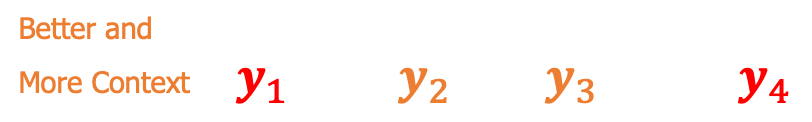 Better and
More Context y₁ y₂ y₃ y₄